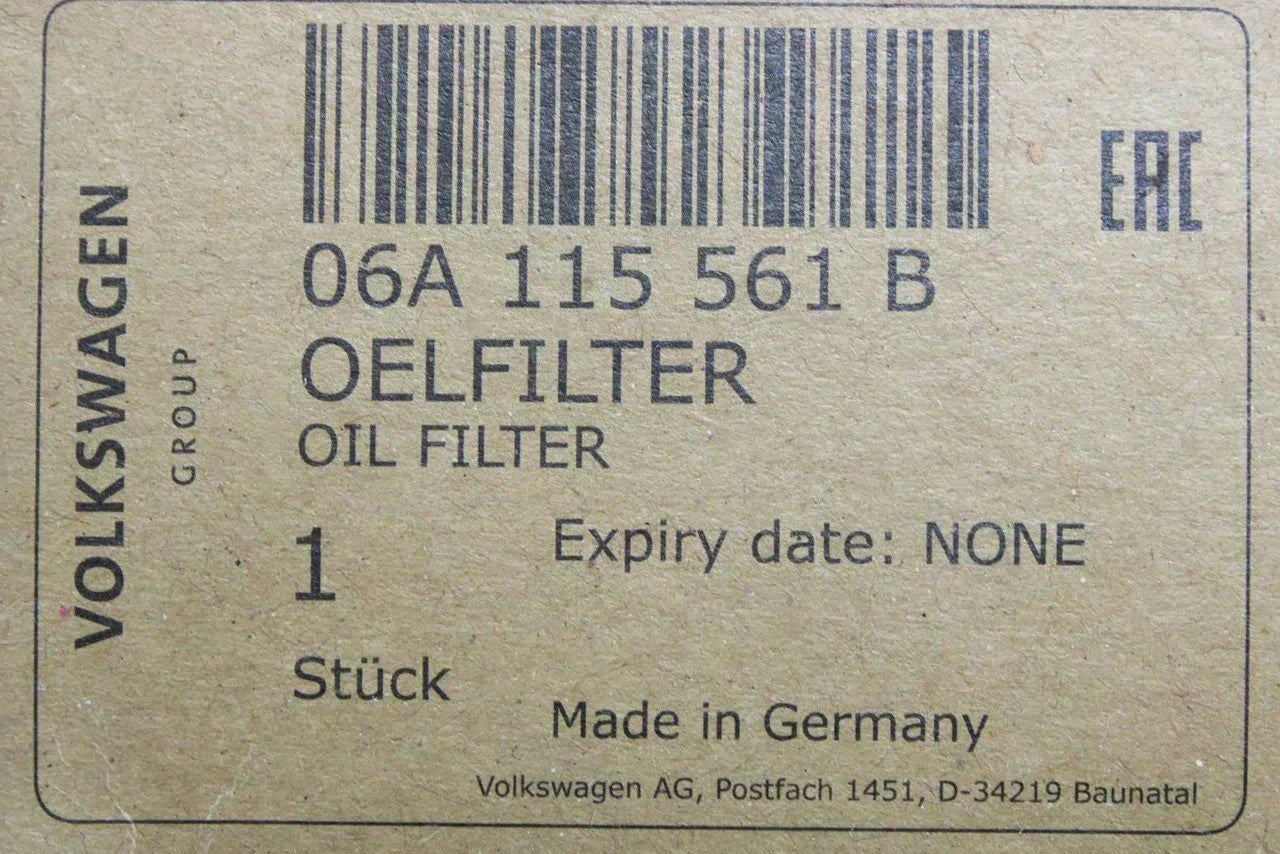 VOLKSWAGEN
GROUP
EAC
06A 115 561 B
OELFILTER
OIL FILTER
1
Expiry date: NONE
Stück
Made in Germany
Volkswagen AG, Postfach 1451, D-34219 Baunatal